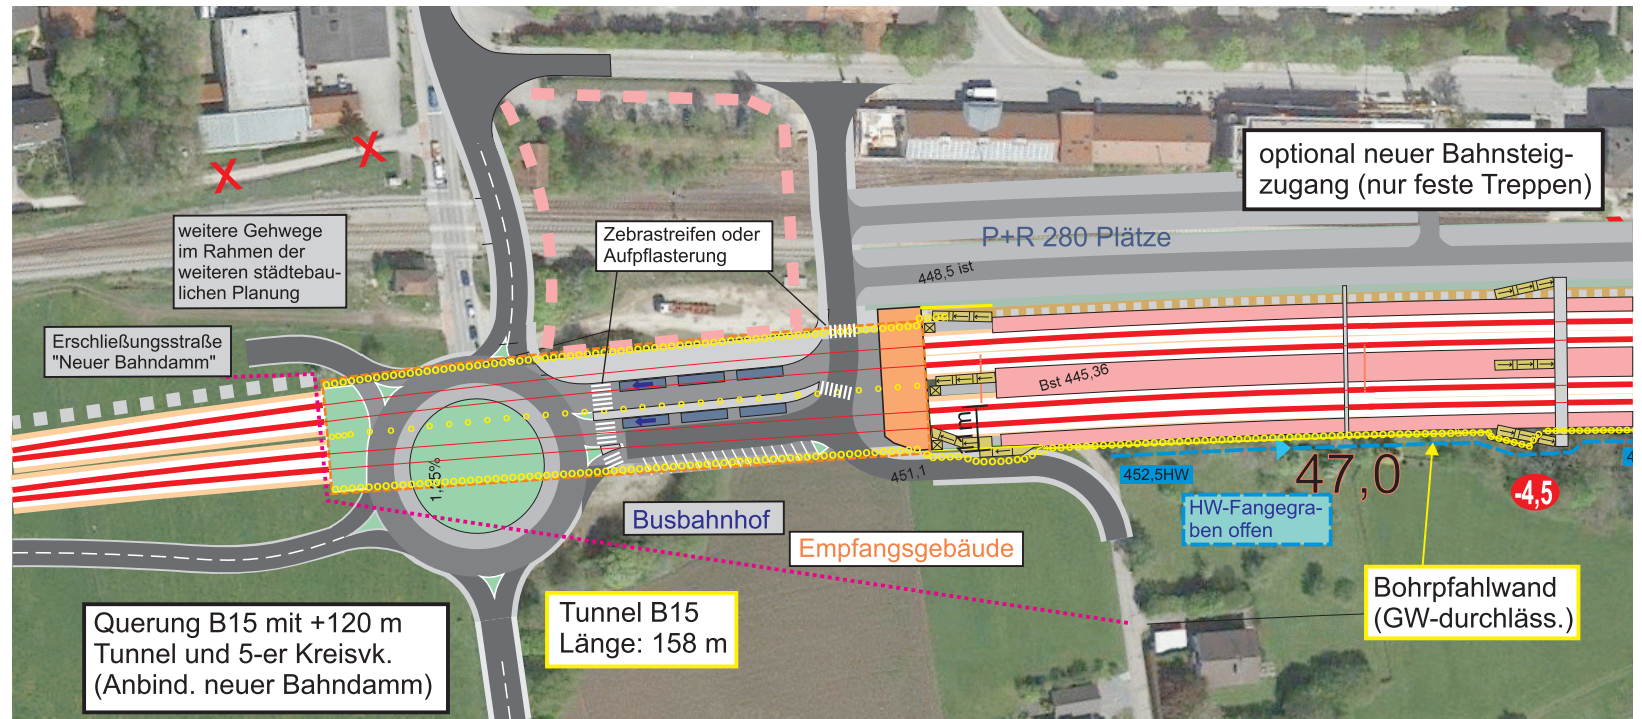 optional neuer Bahnsteig-
zugang (nur feste Treppen)
weitere Gehwege
im Rahmen der
weiteren städtebau-
lichen Planung
Zebrastreifen oder
Aufpflasterung
P+R 280 Plätze
448,5 ist
Erschließungsstraße
"Neuer Bahndamm"
Bst 445,36
m
451,1
452,5HW
47,0
-4,5
HW-Fangegra-
ben offen
Busbahnhof
Empfangsgebäude
Bohrpfahlwand
(GW-durchläss.)
Tunnel B15
Länge: 158 m
Querung B15 mit +120 m
Tunnel und 5-er Kreisvk.
(Anbind. neuer Bahndamm)